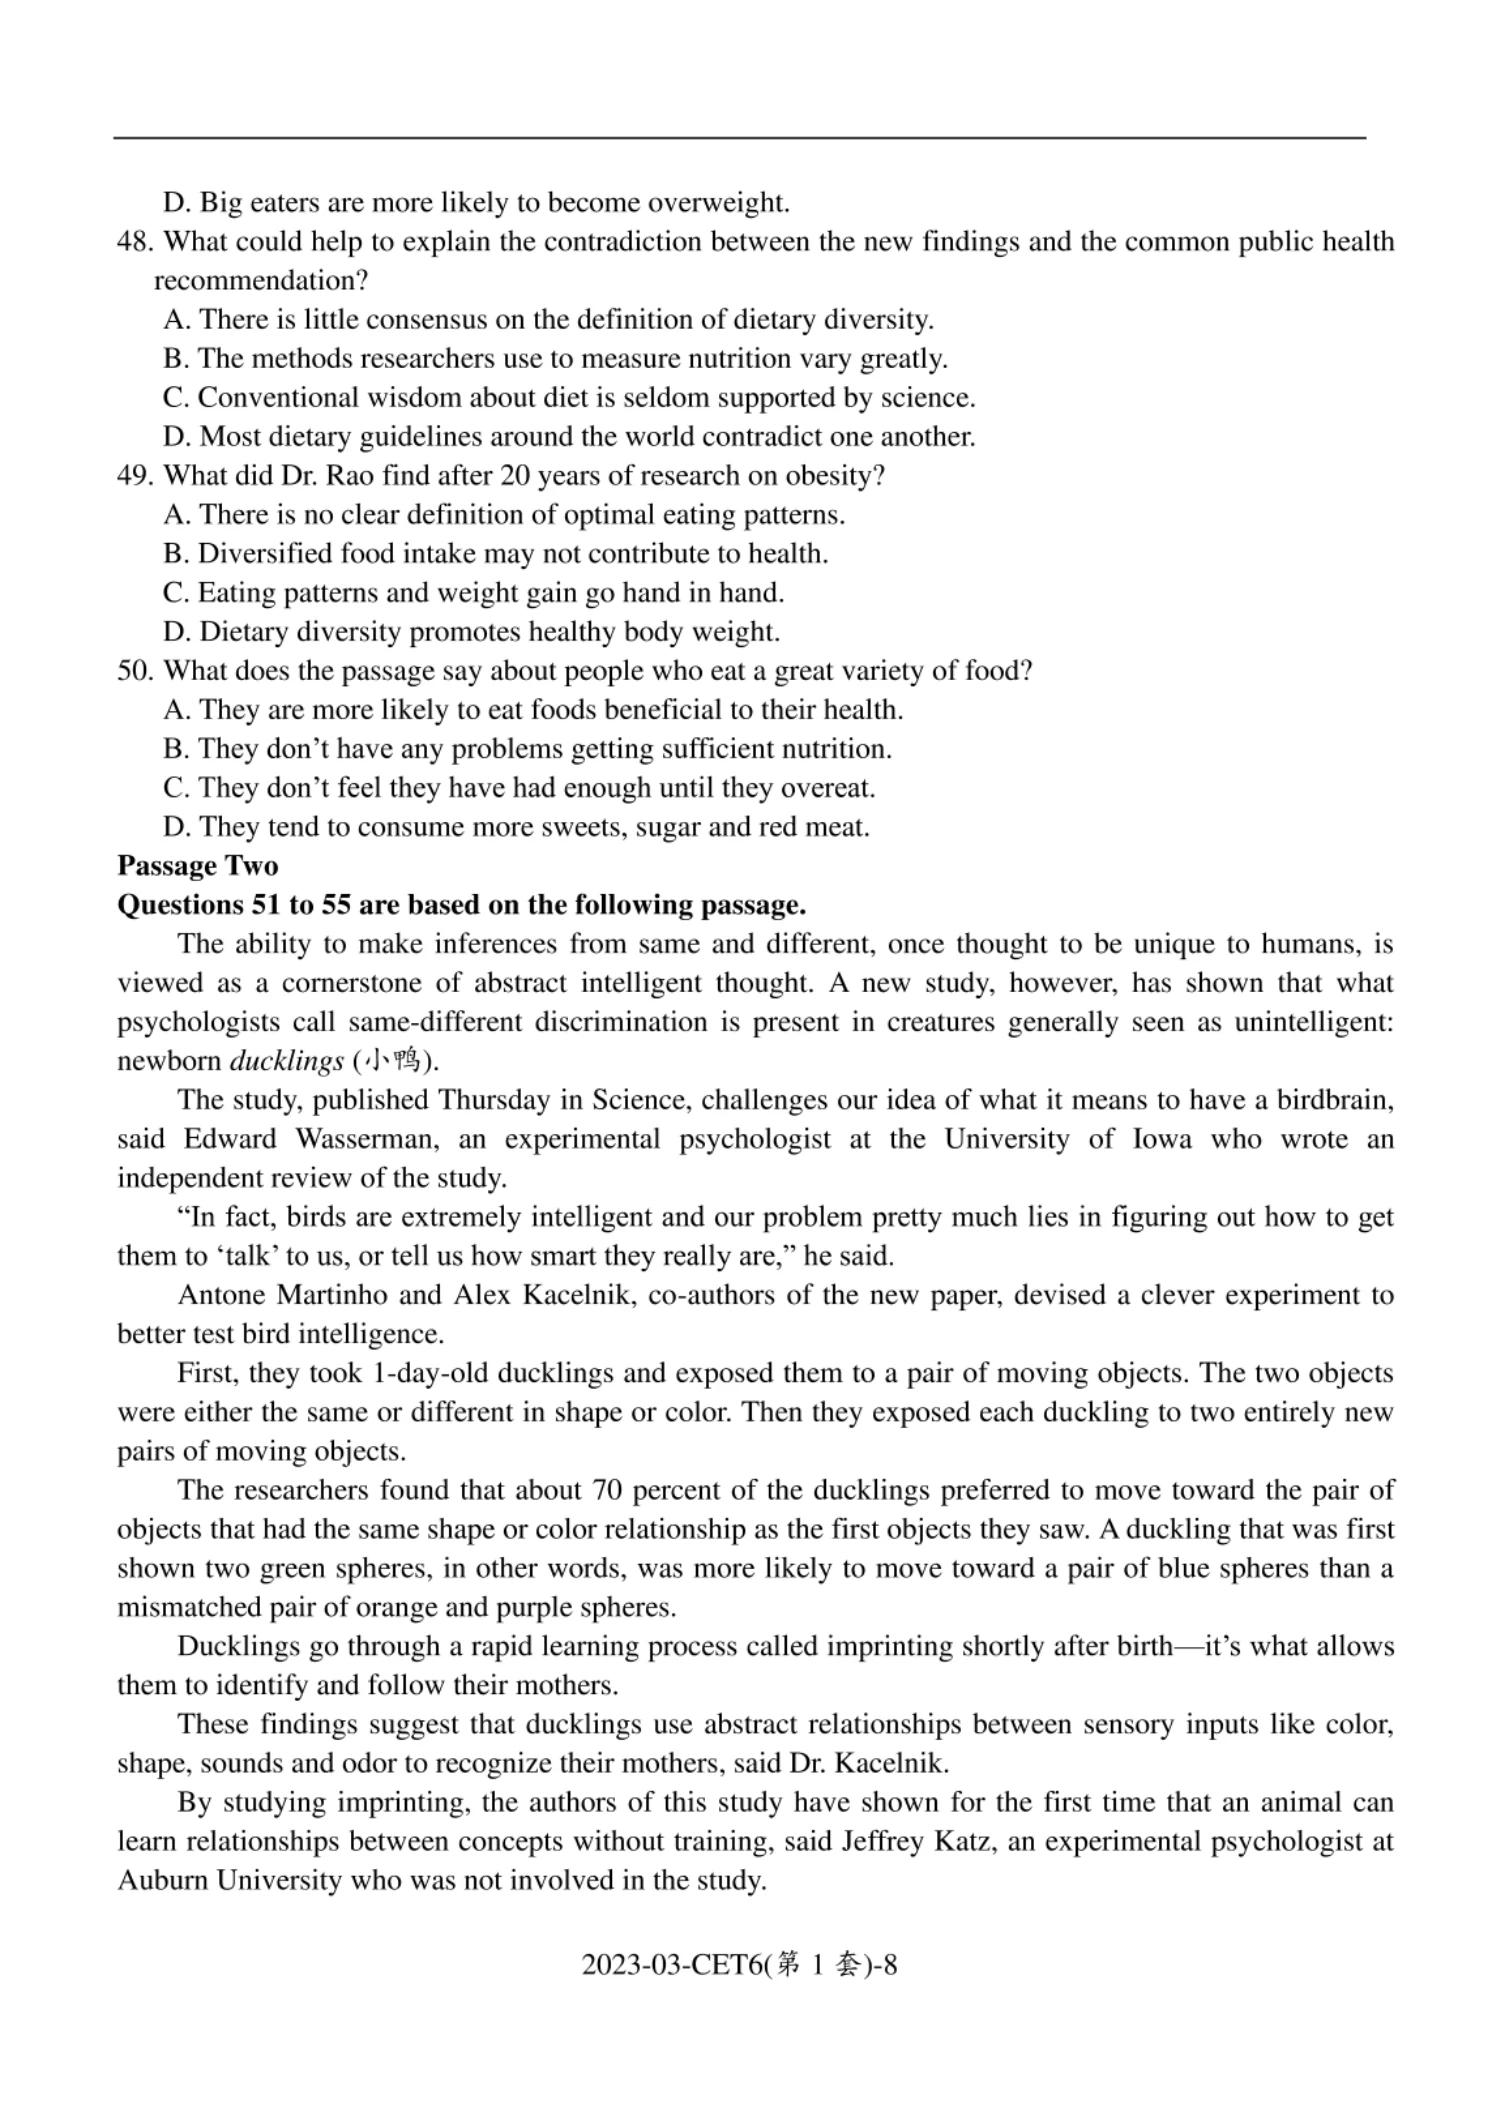 D. Big eaters are more likely to become overweight.
48. What could help to explain the contradiction between the new findings and the common public health
recommendation?
A. There is little consensus on the definition of dietary diversity.
B. The methods researchers use to measure nutrition vary greatly.
C. Conventional wisdom about diet is seldom supported by science.
D. Most dietary guidelines around the world contradict one another.
49. What did Dr. Rao find after 20 years of research on obesity?
A. There is no clear definition of optimal eating patterns.
B. Diversified food intake may not contribute to health.
C. Eating patterns and weight gain go hand in hand.
D. Dietary diversity promotes healthy body weight.
50. What does the passage say about people who eat a great variety of food?
A. They are more likely to eat foods beneficial to their health.
B. They don’t have any problems getting sufficient nutrition.
C. They don’t feel they have had enough until they overeat.
D. They tend to consume more sweets, sugar and red meat.
Passage Two
Questions 51 to 55 are based on the following passage.
The ability to make inferences from same and different, once thought to be unique to humans, is
viewed as a cornerstone of abstract intelligent thought. A new study, however, has shown that what
psychologists call same-different discrimination is present in creatures generally seen as unintelligent:
newborn ducklings (小鸭).
The study, published Thursday in Science, challenges our idea of what it means to have a birdbrain,
said Edward Wasserman, an experimental psychologist at the University of Iowa who wrote an
independent review of the study.
“In fact, birds are extremely intelligent and our problem pretty much lies in figuring out how to get
them to ‘talk’ to us, or tell us how smart they really are,” he said.
Antone Martinho and Alex Kacelnik, co-authors of the new paper, devised a clever experiment to
better test bird intelligence.
First, they took 1-day-old ducklings and exposed them to a pair of moving objects. The two objects
were either the same or different in shape or color. Then they exposed each duckling to two entirely new
pairs of moving objects.
The researchers found that about 70 percent of the ducklings preferred to move toward the pair of
objects that had the same shape or color relationship as the first objects they saw. A duckling that was first
shown two green spheres, in other words, was more likely to move toward a pair of blue spheres than a
mismatched pair of orange and purple spheres.
Ducklings go through a rapid learning process called imprinting shortly after birth—it’s what allows
them to identify and follow their mothers.
These findings suggest that ducklings use abstract relationships between sensory inputs like color,
shape, sounds and odor to recognize their mothers, said Dr. Kacelnik.
By studying imprinting, the authors of this study have shown for the first time that an animal can
learn relationships between concepts without training, said Jeffrey Katz, an experimental psychologist at
Auburn University who was not involved in the study.
2023-03-CET6(第 1 套)-8